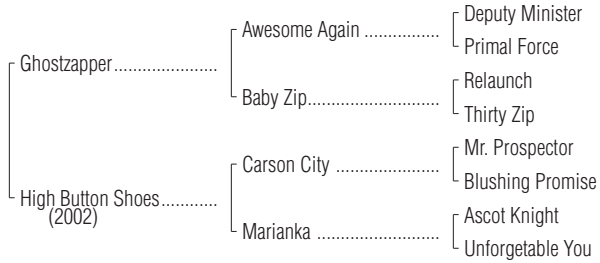 Deputy Minister
Awesome Again ................
Primal Force
Ghostzapper......................
Relaunch
Baby Zip............................
Thirty Zip
Mr. Prospector
Carson City ......................
Blushing Promise
High Button Shoes............
(2002)
Ascot Knight
Marianka ..........................
Unforgetable You